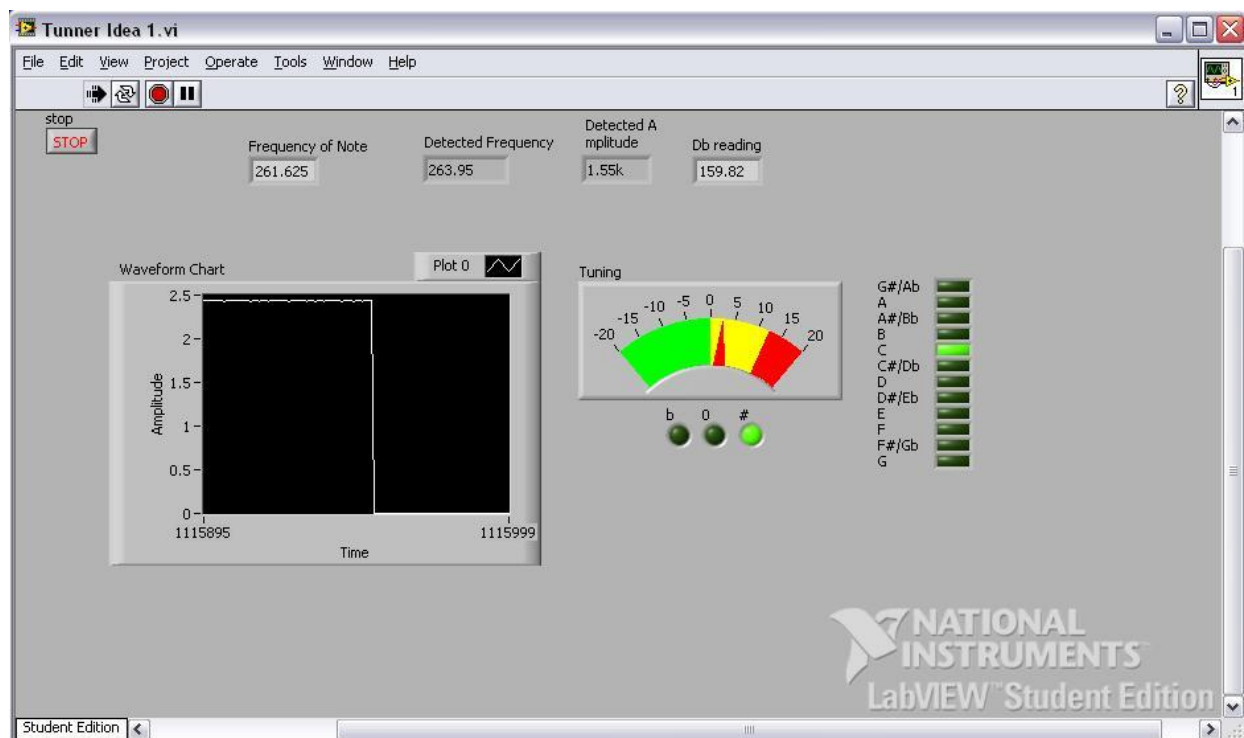 Tunner Idea 1.vi
File Edit View Project Operate Tools Window Help
1
stop
STOP
Frequency of Note
261.625
Detected Frequency
263.95
Detected A
mplitude
1.55k
Db reading
159.82
Waveform Chart
Plot 0
2.5
2
1.5
1
0.5
0
Amplitude
1115895
1115999
Time
Tuning
-20
-15
-10
-5
0
5
10
15
20
b 0 #
G#/Ab
A
A#/Bb
B
C
C#/Db
D
D#/Eb
E
F
F#/Gb
G
NATIONAL
INSTRUMENTS
LabVIEW™ Student Edition
Student Edition